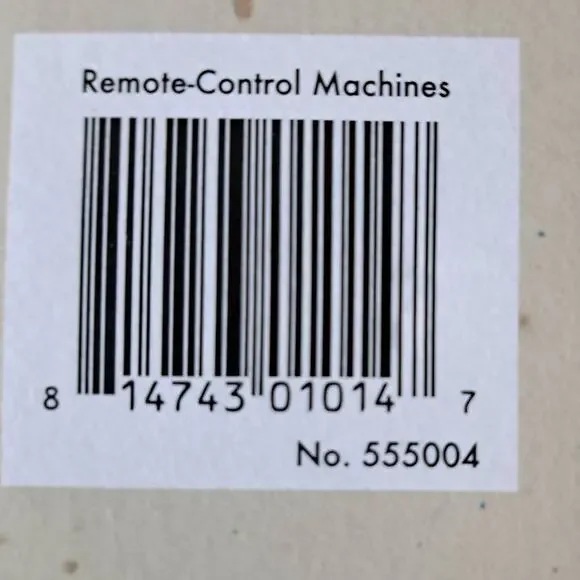 Remote-Control Machines
8 14743 01014 7
No. 555004